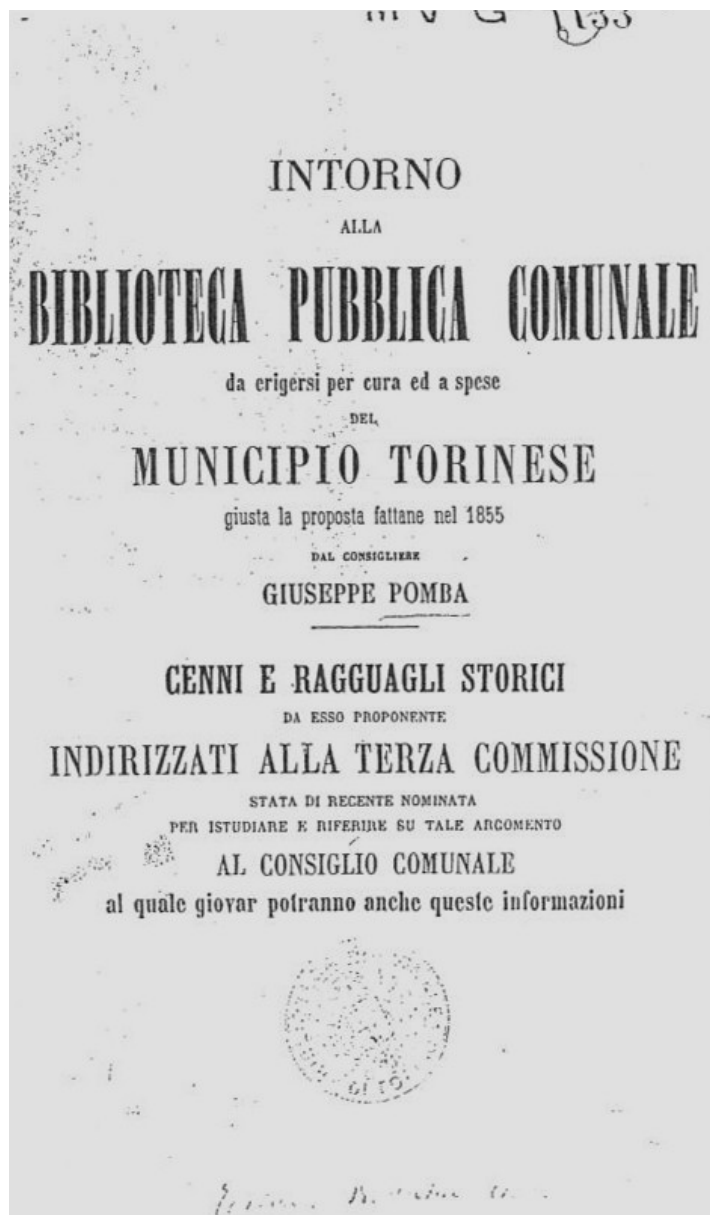 INTORNO
ALLA
BIBLIOTECA PUBBLICA COMUNALE
da erigersi per cura ed a spese
DEL
MUNICIPIO TORINESE
giusta la proposta fattane nel 1855
DAL CONSIGLIERE
GIUSEPPE POMBA
CENNI E RAGGUAGLI STORICI
DA ESSO PROPONENTE
INDIRIZZATI ALLA TERZA COMMISSIONE
STATA DI RECENTE NOMINATA
PER ISTUDIARE E RIFERIRE SU TALE ARGOMENTO
AL CONSIGLIO COMUNALE
al quale giovar potranno anche queste informazioni